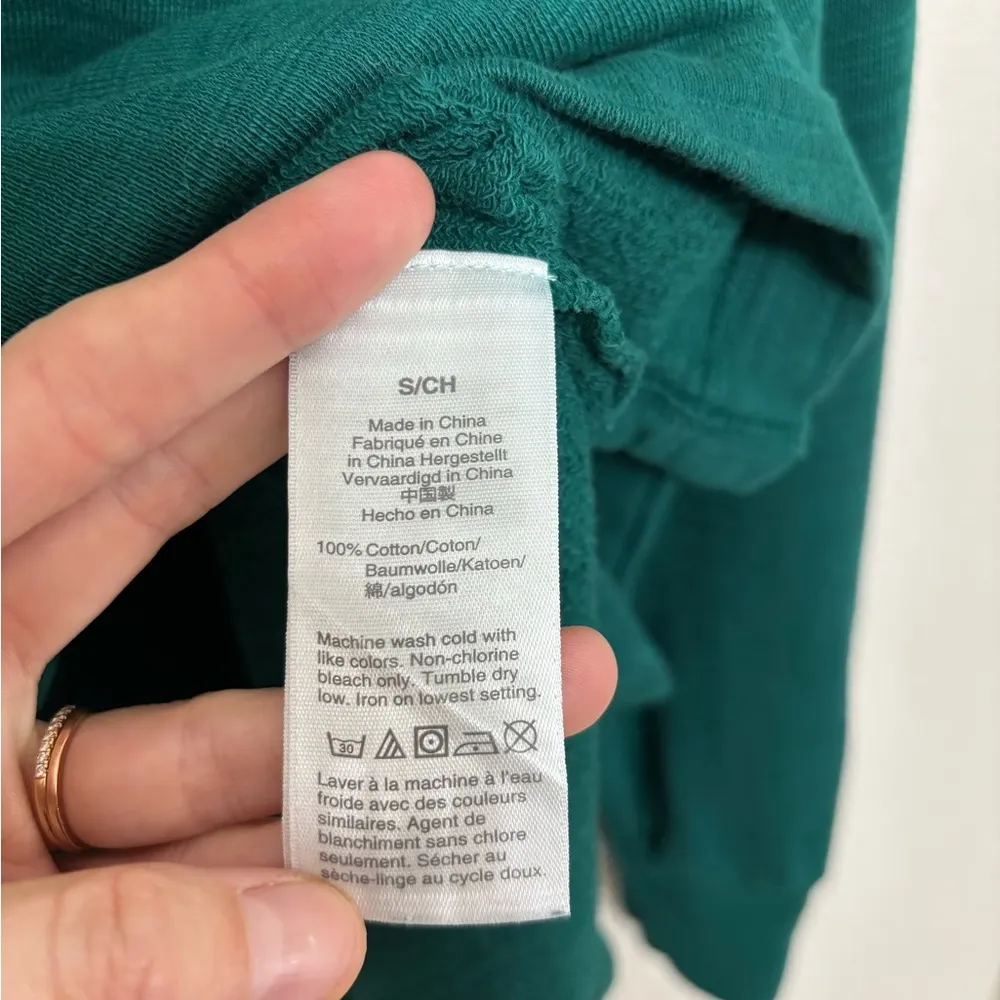 S/CH
Made in China
Fabriqué en Chine
in China Hergestellt
Vervaardigd in China
中国製
Hecho en China
100% Cotton/Coton/
Baumwolle/Katoen/
綿/algodón
Machine wash cold with
like colors. Non-chlorine
bleach only. Tumble dry
low. Iron on lowest setting.
30
Laver à la machine à l'eau
froide avec des couleurs
similaires. Agent de
blanchiment sans chlore
seulement. Sécher au
sèche-linge au cycle doux.